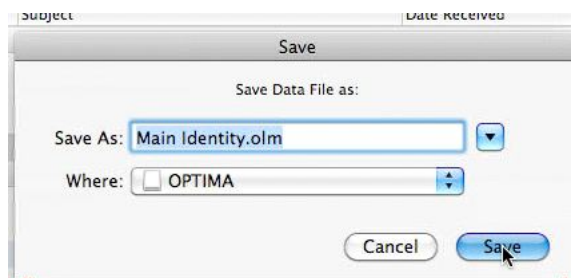 Subject Date Received
Save
Save Data File as:
Save As: Main Identity.olm
Where: OPTIMA
Cancel Save